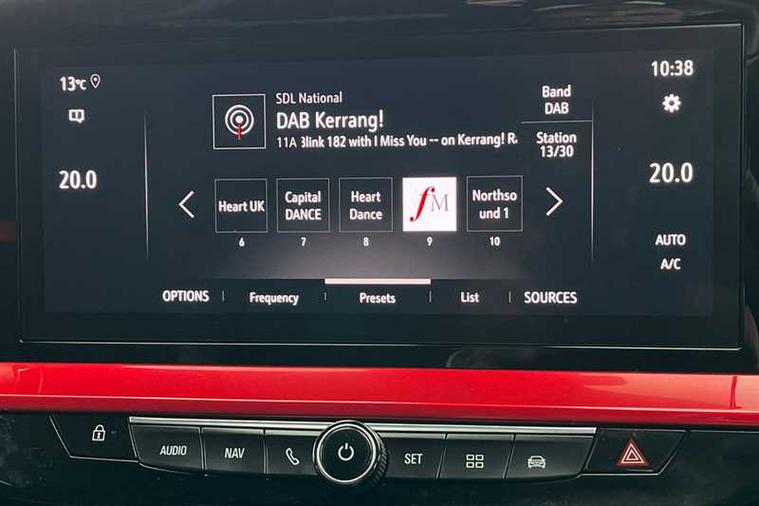 13°C
10:38
SDL National
DAB Kerrang!
11A Blink 182 with I Miss You -- on Kerrang! R.
Band
DAB
Station
13/30
20.0
20.0
Heart UK
6
Capital
DANCE
7
Heart
Dance
8
fM
9
Northso
und 1
10
AUTO
A/C
OPTIONS
Frequency
Presets
List
SOURCES
AUDIO
NAV
SET